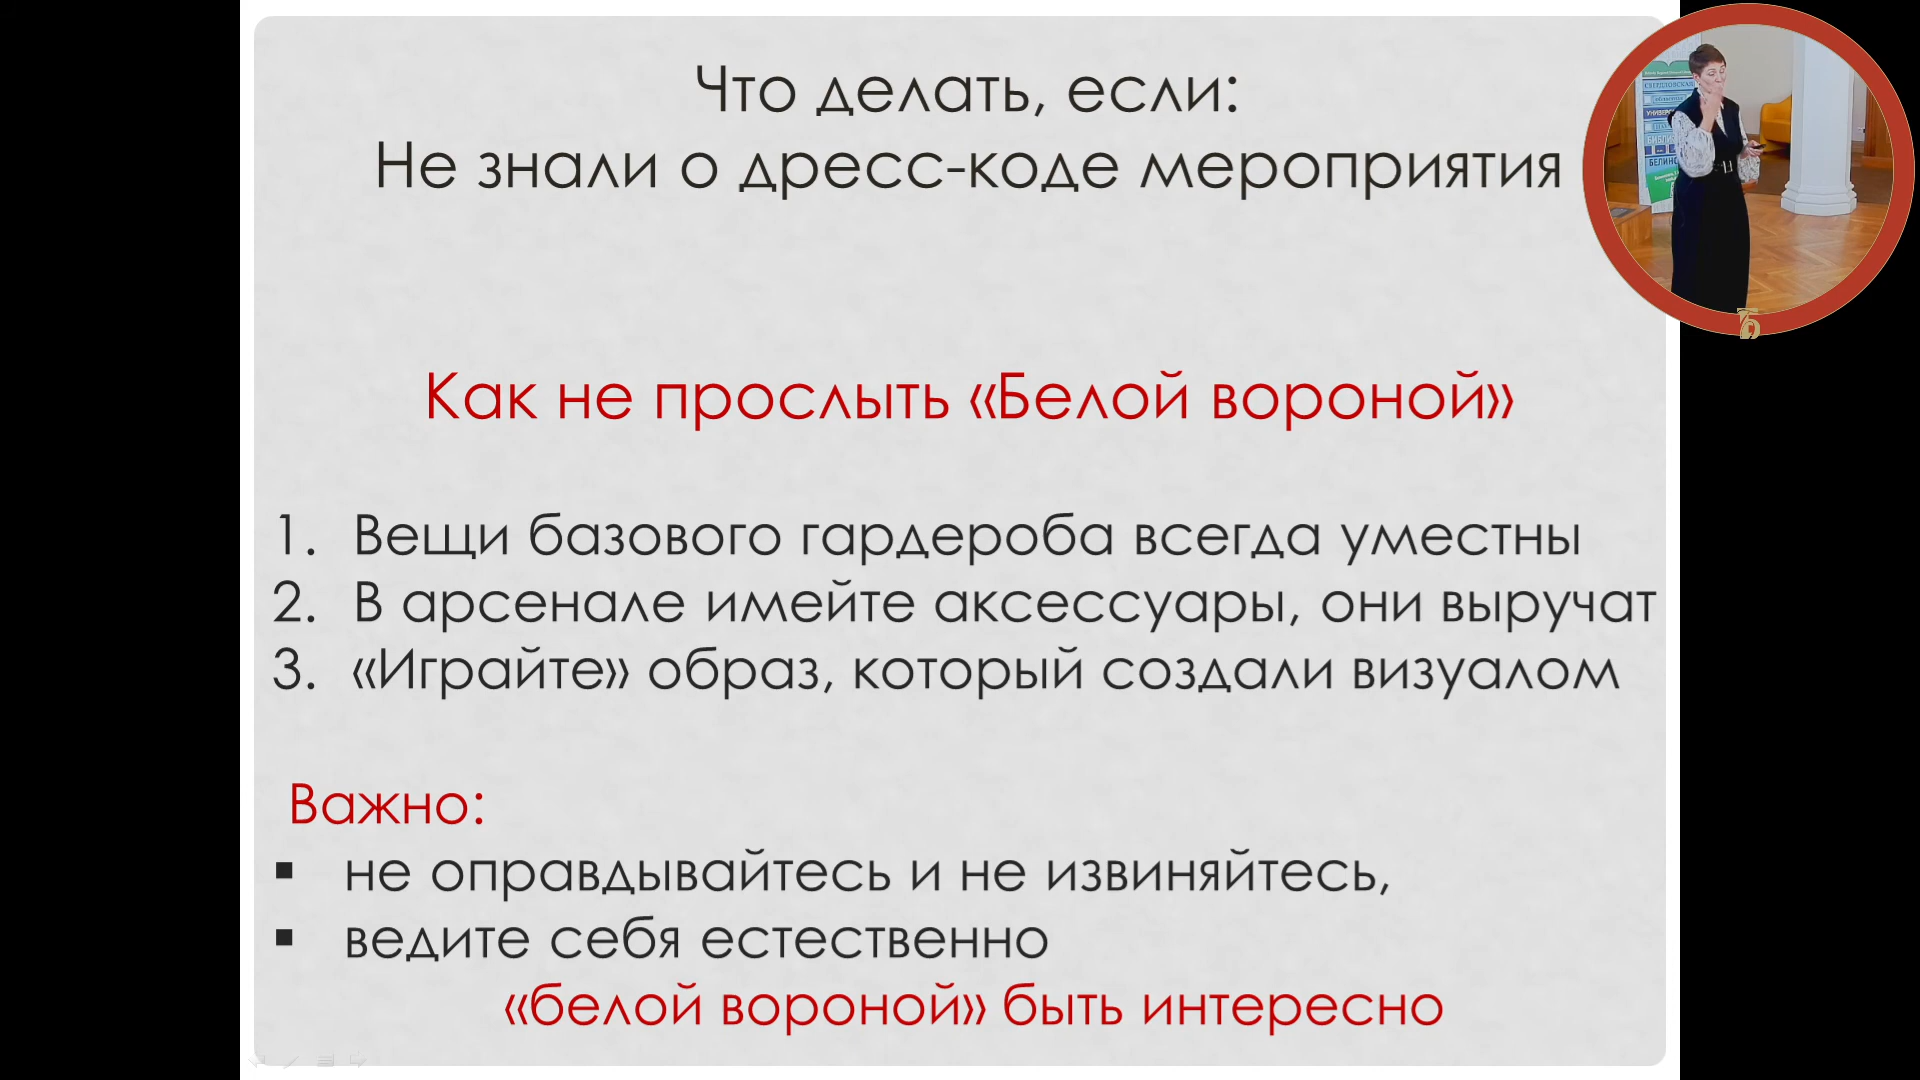 Что делать, если:
Не знали о дресс-коде мероприятия
Как не прослыть «Белой вороной»
1. Вещи базового гардероба всегда уместны
2. В арсенале имейте аксессуары, они выручат
3. «Играйте» образ, который создали визуалом
Важно:
▪ не оправдывайтесь и не извиняйтесь,
▪ ведите себя естественно
«белой вороной» быть интересно
СВЕРДЛОВСКАЯ